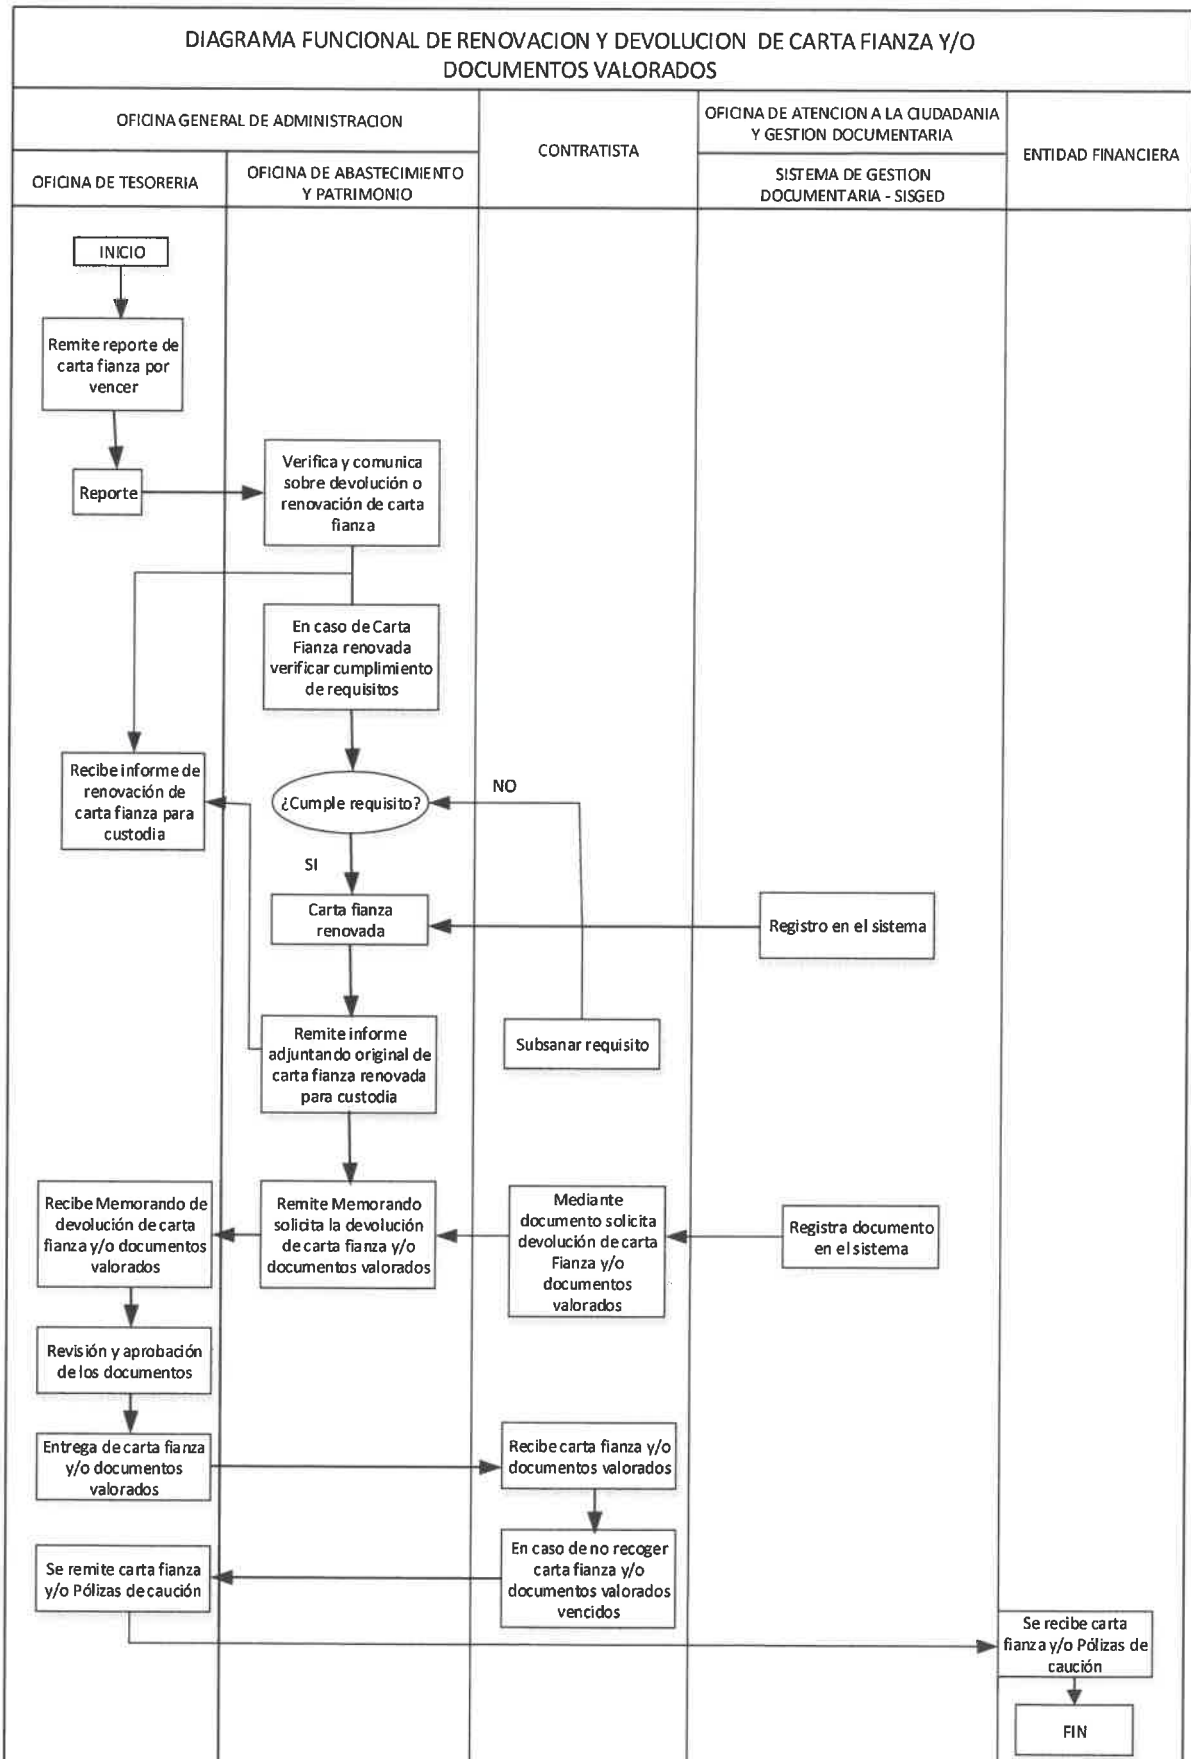 DIAGRAMA FUNCIONAL DE RENOVACION Y DEVOLUCION DE CARTA FIANZA Y/O
DOCUMENTOS VALORADOS
OFICINA GENERAL DE ADMINISTRACION
OFICINA DE TESORERIA
OFICINA DE ABASTECIMIENTO
Y PATRIMONIO
CONTRATISTA
OFICINA DE ATENCION A LA CIUDADANIA
Y GESTION DOCUMENTARIA
SISTEMA DE GESTION
DOCUMENTARIA - SISGED
ENTIDAD FINANCIERA
INICIO
Remite reporte de
carta fianza por
vencer
Reporte
Verifica y comunica
sobre devolución o
renovación de carta
fianza
En caso de Carta
Fianza renovada
verificar cumplimiento
de requisitos
Recibe informe de
renovación de
carta fianza para
custodia
¿Cumple requisito?
NO
SI
Carta fianza
renovada
Registro en el sistema
Remite informe
adjuntando original de
carta fianza renovada
para custodia
Subsanar requisito
Recibe Memorando de
devolución de carta
fianza y/o documentos
valorados
Remite Memorando
solicita la devolución
de carta fianza y/o
documentos valorados
Mediante
documento solicita
devolución de carta
Fianza y/o
documentos
valorados
Registra documento
en el sistema
Revisión y aprobación
de los documentos
Entrega de carta fianza
y/o documentos
valorados
Recibe carta fianza y/o
documentos valorados
Se remite carta fianza
y/o Pólizas de caución
En caso de no recoger
carta fianza y/o
documentos valorados
vencidos
Se recibe carta
fianza y/o Pólizas de
caución
FIN